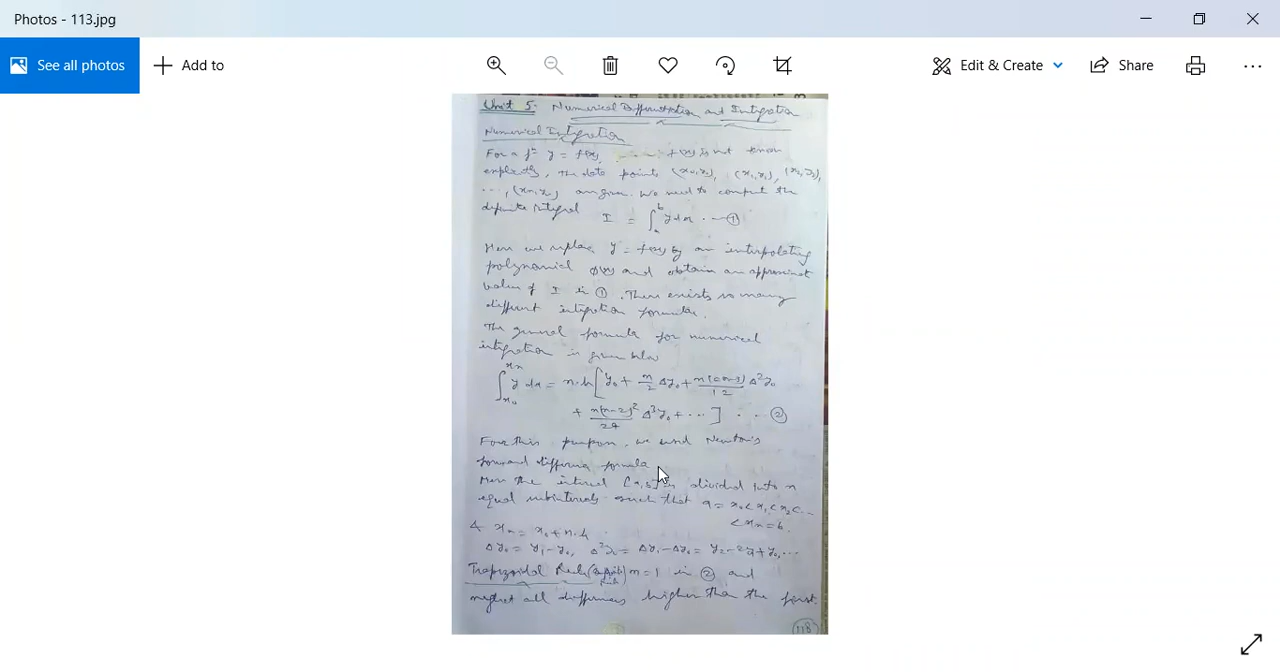 Photos - 113.jpg
See all photos
Add to
Edit & Create
Share
Unit 5: Numerical Differentiation and Integration
Numerical Integration
For a fⁿ y = f(x), f(x) is not known
explicitly, the data points (x₀,y₀), (x₁,y₁), (x₂,y₂),
..., (xₙ,yₙ) are given. We need to compute the
definite integral I = ∫ₐᵇ y dx ... ①
Here we replace y = f(x) by an interpolating
polynomial φ(x) and obtain an approximate
value of I in ①. There exists so many
different integration formulas.
The general formula for numerical
integration is given below
∫ₓ₀ˣⁿ y dx = n.h [y₀ + n/2 Δy₀ + n(2n-3)/12 Δ²y₀
+ n(n-2)²/24 Δ³y₀ + ...] ... ②
For this purpose, we used Newton's
forward difference formula
Here the interval [a,b] is divided into n
equal subintervals such that a = x₀ < x₁ < x₂ < ..
< xₙ = b.
& xₙ = x₀ + n.h
Δy₀ = y₁ - y₀, Δ²y₀ = Δy₁ - Δy₀ = y₂ - 2y₁ + y₀, ...
Trapezoidal Rule n = 1 in ② and
neglect all differences higher than the first.
118